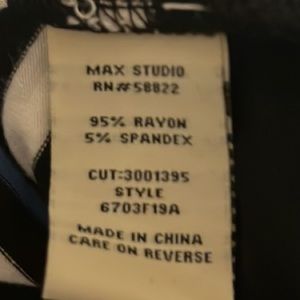 MAX STUDIO
RN#58822
95% RAYON
5% SPANDEX
CUT:3001395
STYLE
6703F19A
MADE IN CHINA
CARE ON REVERSE